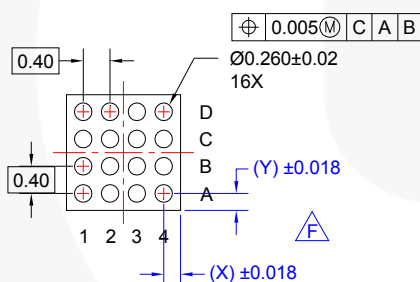 ⌖ 0.005Ⓜ C A B
0.40
Ø0.260±0.02
16X
D
C
B
A
0.40
(Y) ±0.018
F
1 2 3 4
(X) ±0.018